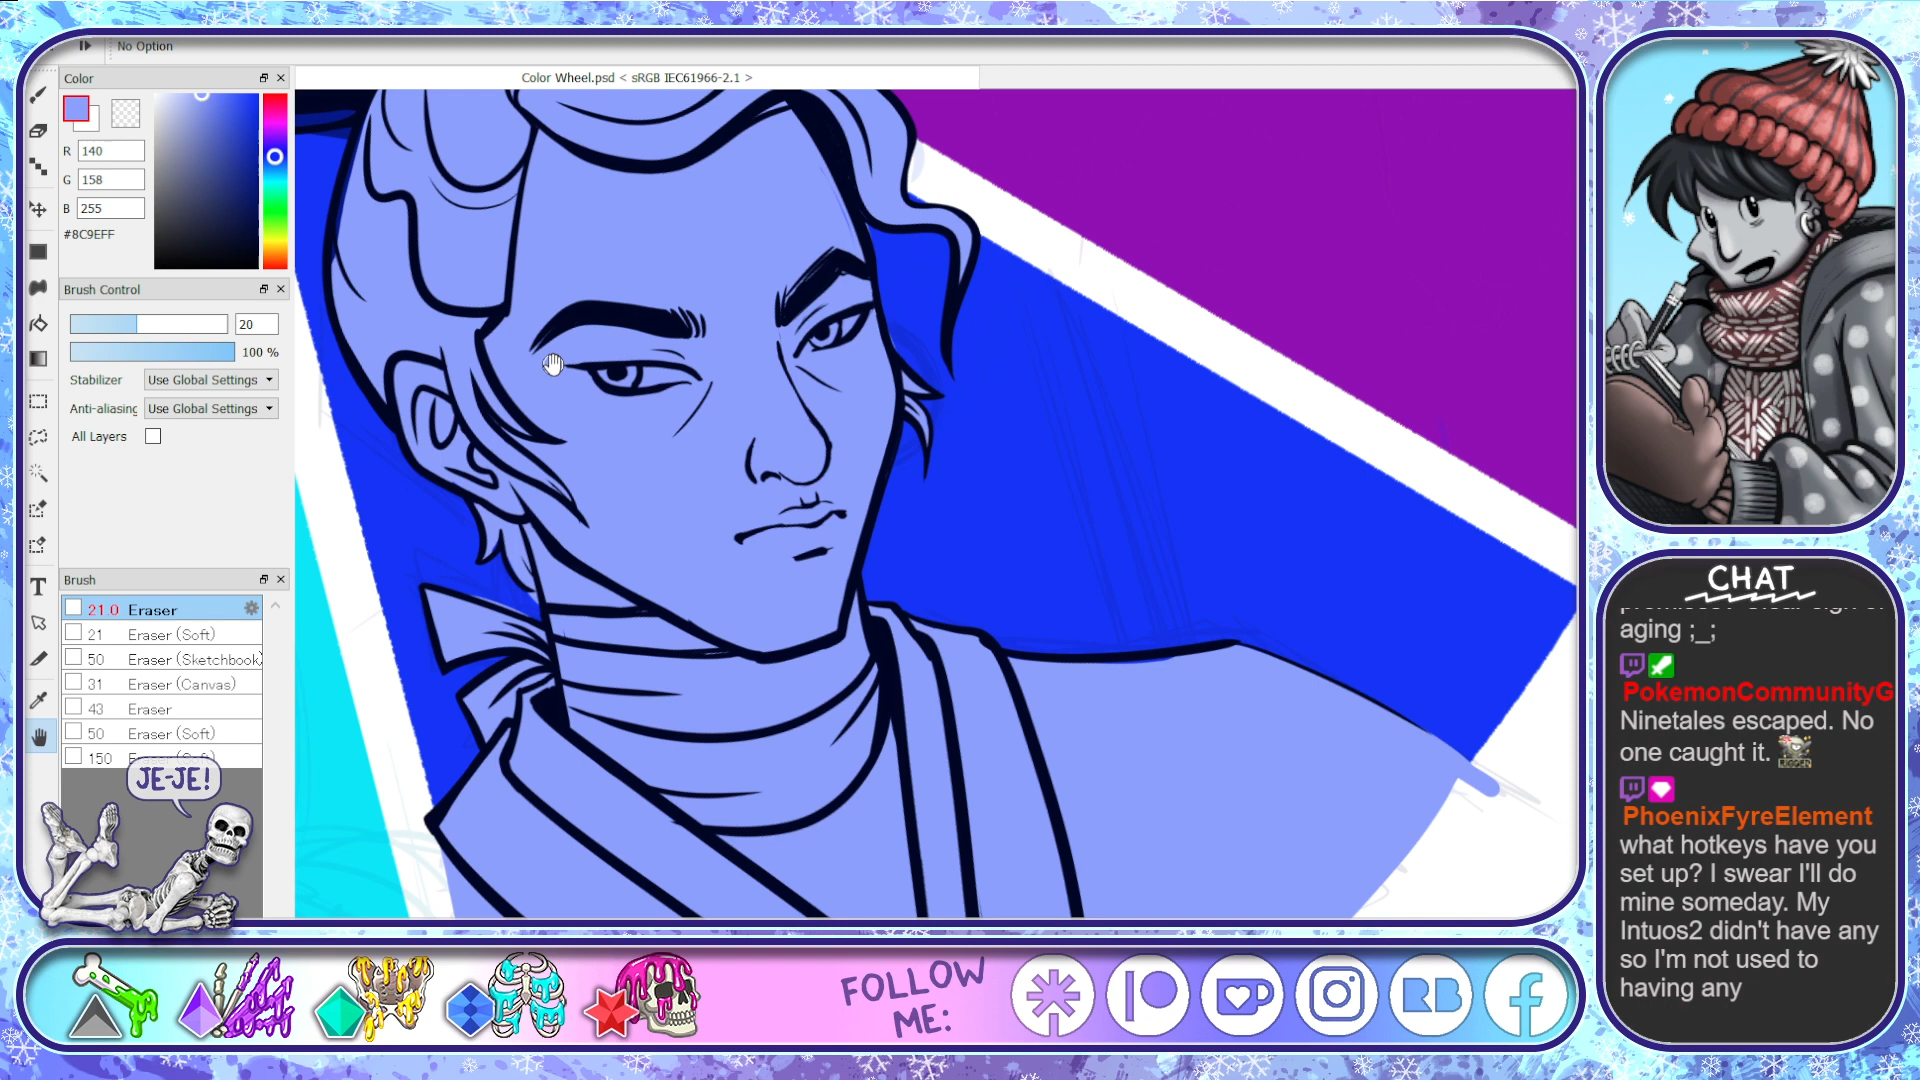 No Option
Color
Color Wheel.psd < sRGB IEC61966-2.1 >
R 140
G 158
B 255
#8C9EFF
Brush Control
20
100 %
Stabilizer Use Global Settings
Anti-aliasing Use Global Settings
All Layers
Brush
21.0 Eraser
21 Eraser (Soft)
50 Eraser (Sketchbook)
31 Eraser (Canvas)
43 Eraser
50 Eraser (Soft)
150 Eraser (Soft)
JE-JE!
T
FOLLOW
ME:
RB
CHAT
aging ;_;
PokemonCommunityG
Ninetales escaped. No
one caught it.
PhoenixFyreElement
what hotkeys have you
set up? I swear I'll do
mine someday. My
Intuos2 didn't have any
so I'm not used to
having any